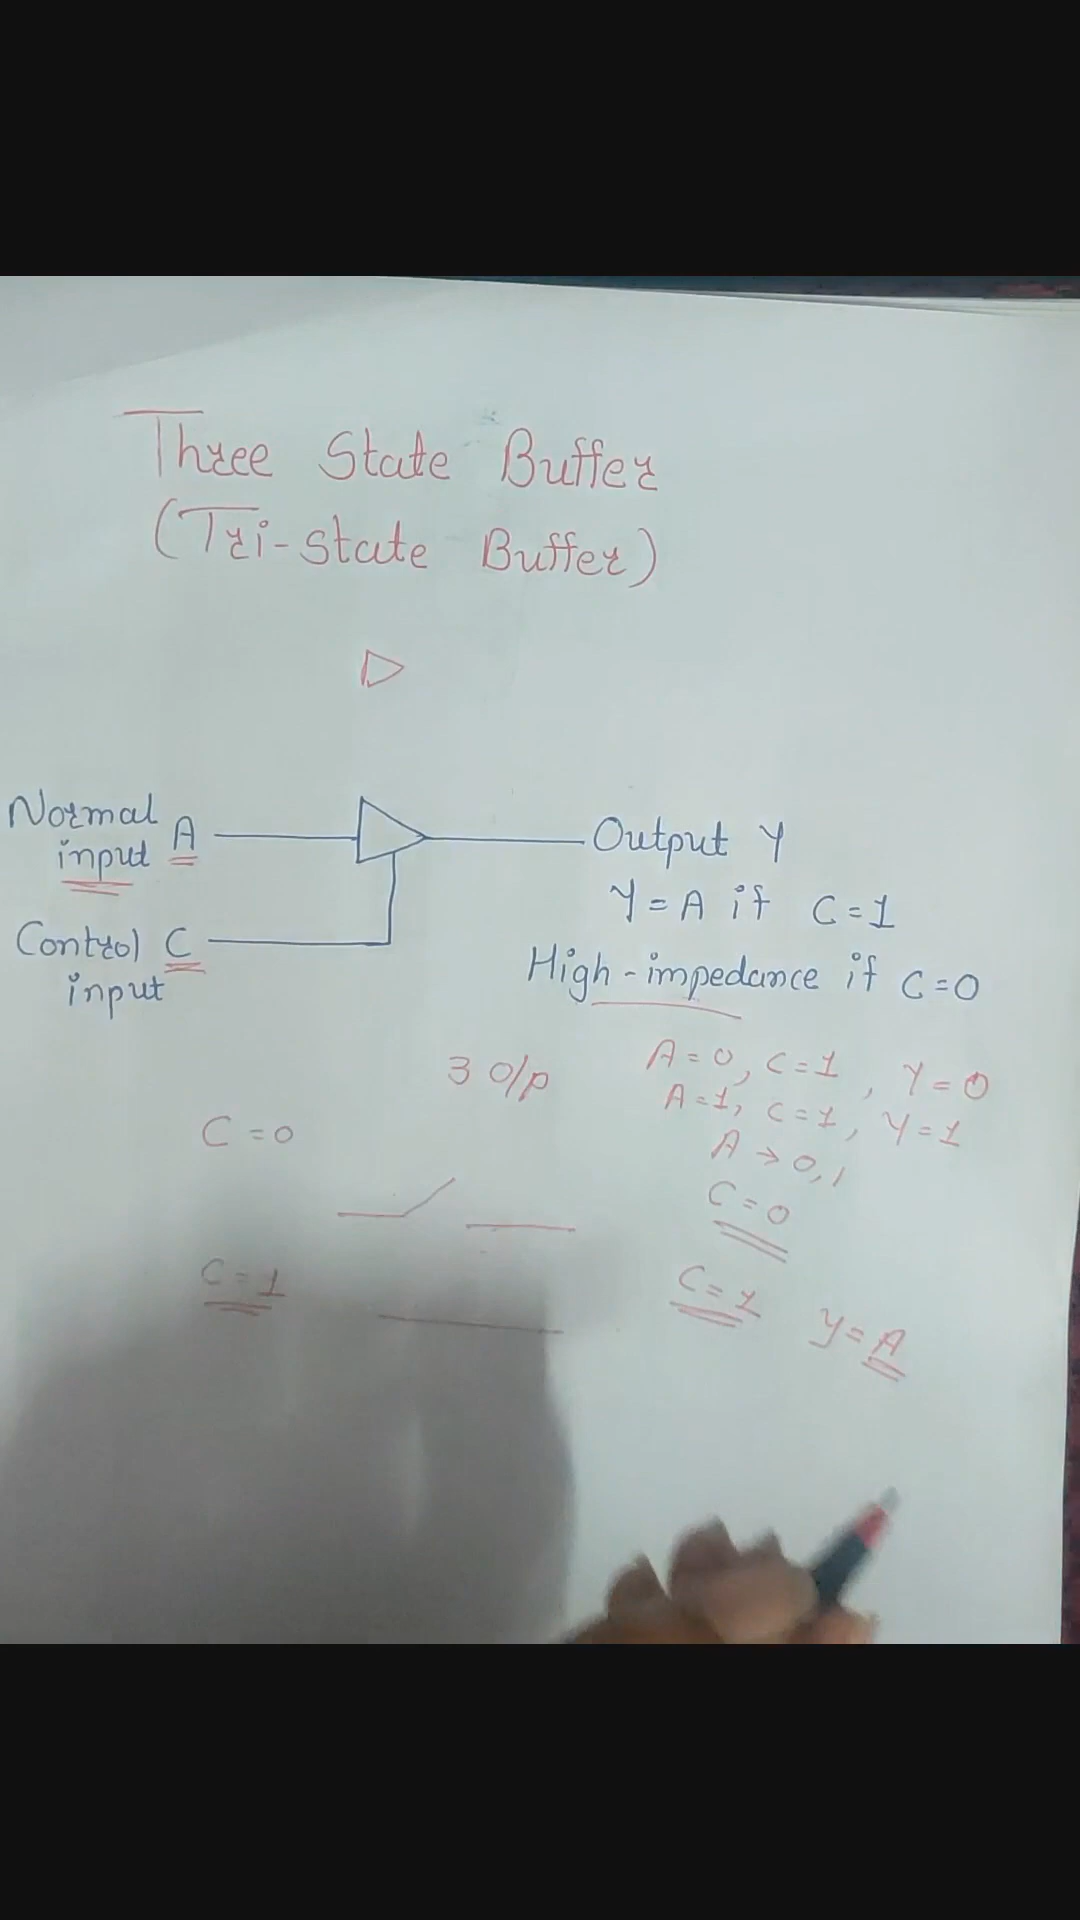 Three State Buffer
(Tri-state Buffer)
Normal
input A
Output Y
Y = A if C = 1
Control C
input
High-impedance if C = 0
3 O/p
A = 0, C = 1, Y = 0
A = 1, C = 1, Y = 1
A → 0, 1
C = 0
C = 0
C = 1
C = 1 Y = A